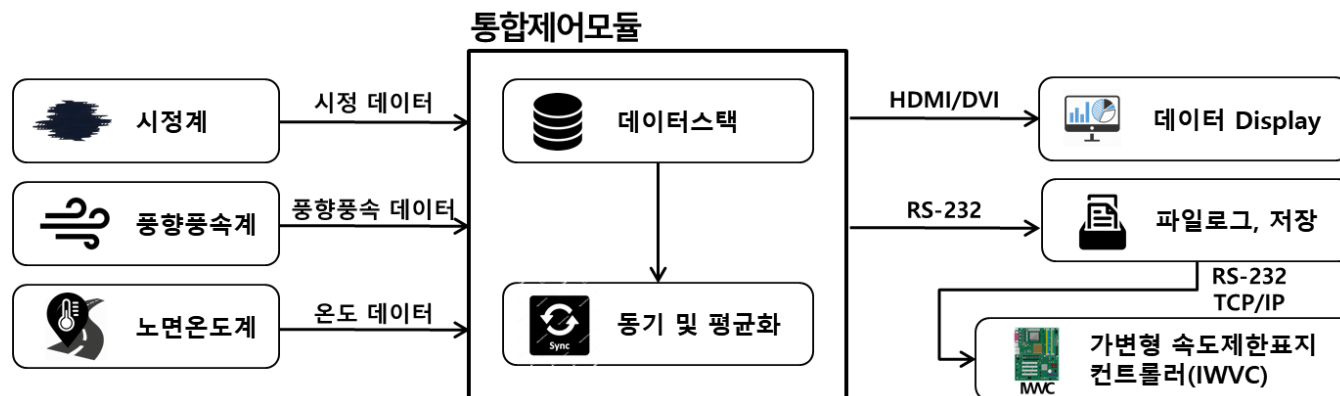 통합제어모듈
시정계
시정 데이터
풍향풍속계
풍향풍속 데이터
노면온도계
온도 데이터
데이터스택
Sync
동기 및 평균화
HDMI/DVI
데이터 Display
RS-232
파일로그, 저장
RS-232
TCP/IP
IWVC
가변형 속도제한표지
컨트롤러(IWVC)